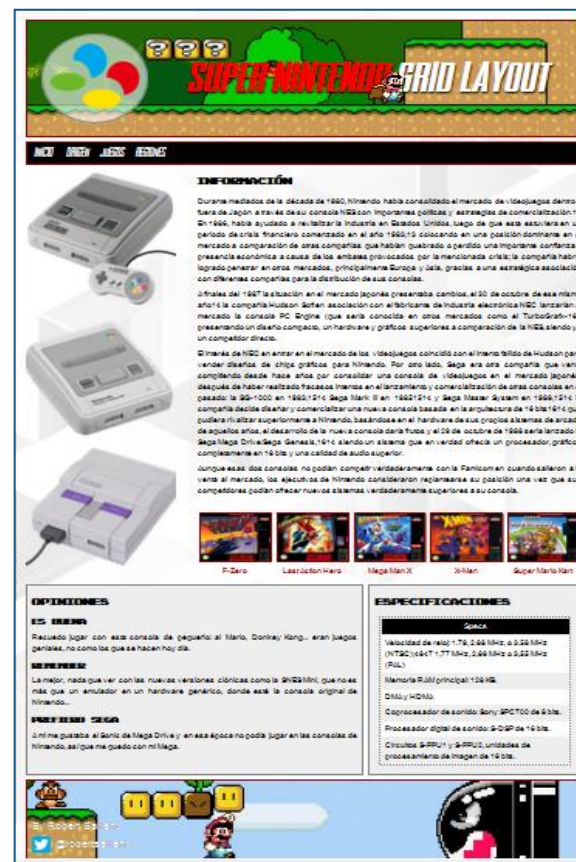 SUPER NINTENDO GRID LAYOUT
INICIO ORIGEN JUEGOS REGIONES
INFORMACIÓN
Durante mediados de la década de 1980, Nintendo había consolidado el mercado de videojuegos dentro
fuera de Japón a través de su consola NES con importantes políticas y estrategias de comercialización.
En 1985, había ayudado a revitalizar la industria en Estados Unidos, luego de que esta estuviera en
periodo de crisis financiero comenzado en el año 1983,13 colocando en una posición dominante en
mercado a comparación de otras compañías que habían quebrado o perdido una importante confianza
presencia económica a causa de los embates provocados por la mencionada crisis; la compañía había
logrado penetrar en otros mercados, principalmente Europa y Asia, gracias a una estratégica asociación
con diferentes compañías para la distribución de sus consolas.
A finales del 1987 la situación en el mercado japonés presentaba cambios, el 30 de octubre de ese mismo
año14 la compañía Hudson Soft en asociación con el fabricante de industria electrónica NEC lanzarían
mercado la consola PC Engine (que sería conocida en otros mercados como el TurboGrafx-16
presentando un diseño compacto, un hardware y gráficos superiores a comparación de la NES, siendo
un competidor directo.
El interés de NEC en entrar en el mercado de los videojuegos coincidió con el intento fallido de Hudson
vender diseños de chips gráficos para Nintendo. Por otro lado, Sega era otra compañía que
compitiendo desde hace años por consolidar una consola de videojuegos en el mercado japonés
después de haber realizado fracasos intentos en el lanzamiento y comercialización de otras consolas en
pasado: la SG-1000 en 1983,1514 Sega Mark III en 19851514 y Sega Master System en 1986,1514
compañía decide diseñar y comercializar una nueva consola basada en la arquitectura de 16 bits1614
pudiera rivalizar superiormente a Nintendo, basándose en el hardware de sus propios sistemas de
de aquellos años, el desarrollo de la nueva consola daría frutos y el 29 de octubre de 1988 sería lanzado
Sega Mega Drive/Sega Genesis,1614 siendo un sistema que en verdad ofrecía un procesador, gráficos
completamente en 16 bits y una calidad de audio superior.
Aunque esas dos consolas no podían competir verdaderamente con la Famicom en cuando salieron a
venta al mercado, los ejecutivos de Nintendo consideraron replantearse su posición una vez que
competidores podían ofrecer nuevos sistemas verdaderamente superiores a su consola.
F-Zero Last Action Hero Mega Man X X-Men Super Mario Kart
OPINIONES
ES BUENA
Recuerdo jugar con esta consola de pequeño: al Mario, Donkey Kong... eran juegos
geniales, no como los que se hacen hoy día.
REMEMBER
La mejor, nada que ver con las nuevas versiones clónicas como la SNES Mini, que no es
más que un emulador en un hardware genérico, donde esté la consola original de
Nintendo...
PREFIERO SEGA
A mi me gustaba el Sonic de Mega Drive y en esa época no podía jugar en las consolas de
Nintendo, así que me quedo con mi Mega.
ESPECIFICACIONES
Specs
Velocidad de reloj: 1.79, 2.68 MHz, o 3.58 MHz
(NTSC); 1,77 MHz, 2,66 MHz o 3,55 MHz
(PAL)
Memoria RAM principal: 128 KB.
DMA y HDMA.
Coprocesador de sonido: Sony SPC700 de 8 bits.
Procesador digital de sonido: S-DSP de 16 bits.
Circuitos S-PPU1 y S-PPU2, unidades de
procesamiento de imagen de 16 bits.